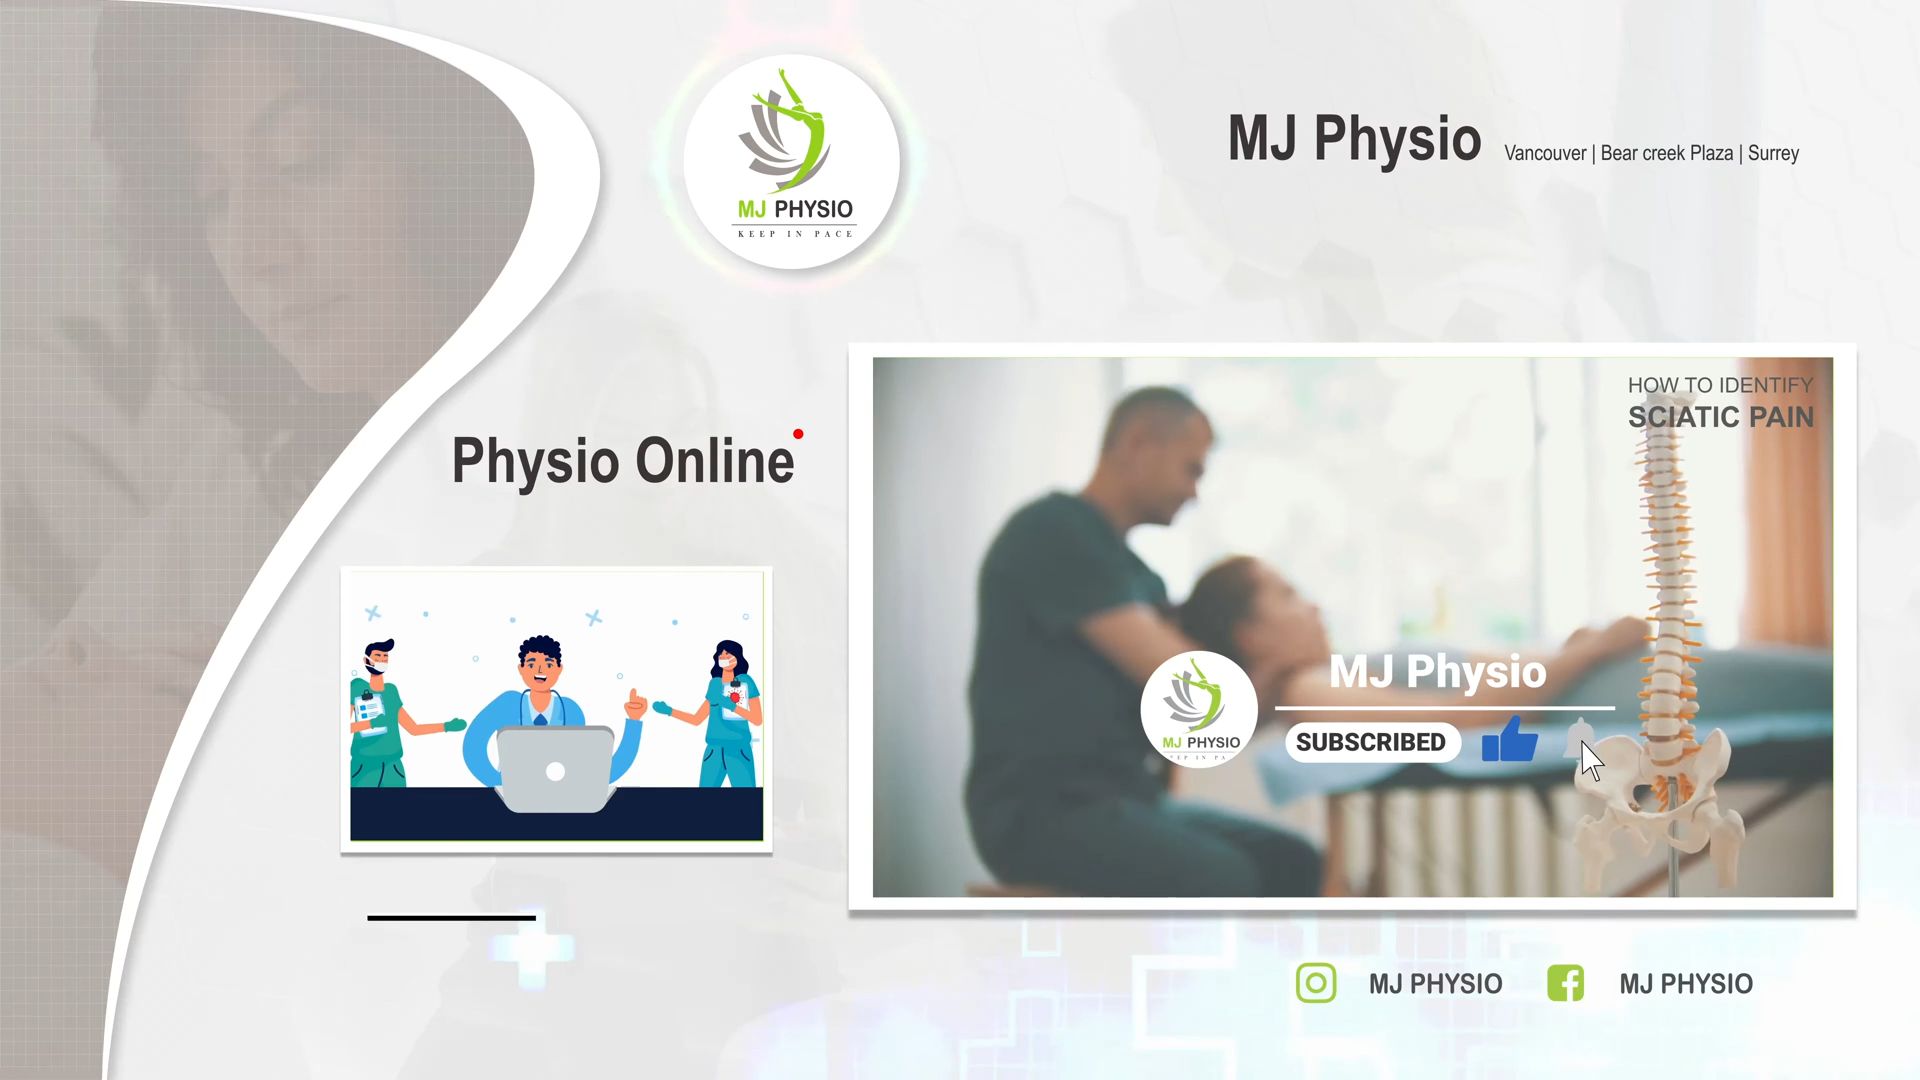 MJ PHYSIO
KEEP IN PACE
MJ Physio
Vancouver | Bear creek Plaza | Surrey
HOW TO IDENTIFY
SCIATIC PAIN
Physio Online
MJ Physio
SUBSCRIBED
MJ PHYSIO
MJ PHYSIO
MJ PHYSIO